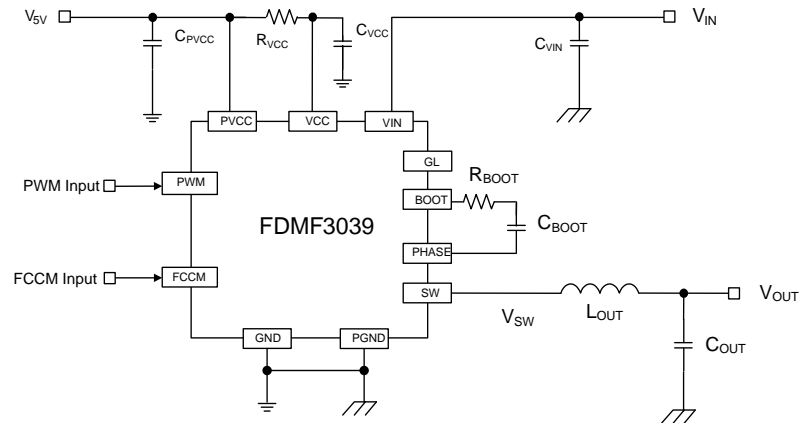 V5V
CPVCC
RVCC
CVCC
CVIN
VIN
PVCC
VCC
VIN
GL
PWM Input
PWM
BOOT
RBOOT
CBOOT
FDMF3039
PHASE
FCCM Input
FCCM
SW
VSW
LOUT
VOUT
COUT
GND
PGND